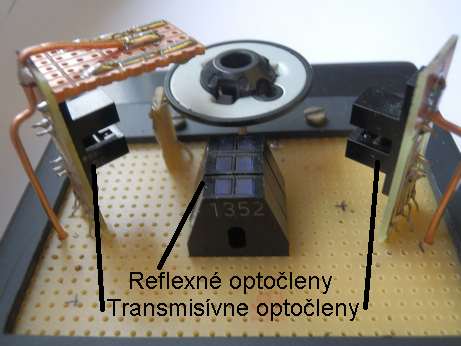 1352
Reflexné optočleny
Transmisívne optočleny